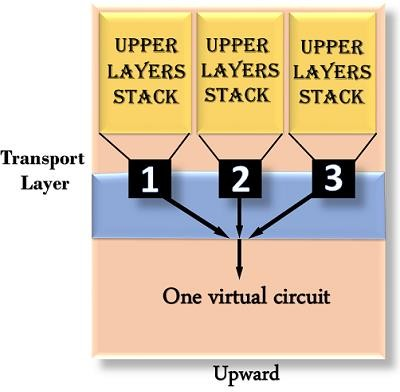 UPPER LAYERS STACK
UPPER LAYERS STACK
UPPER LAYERS STACK
Transport
Layer
1 2 3
One virtual circuit
Upward